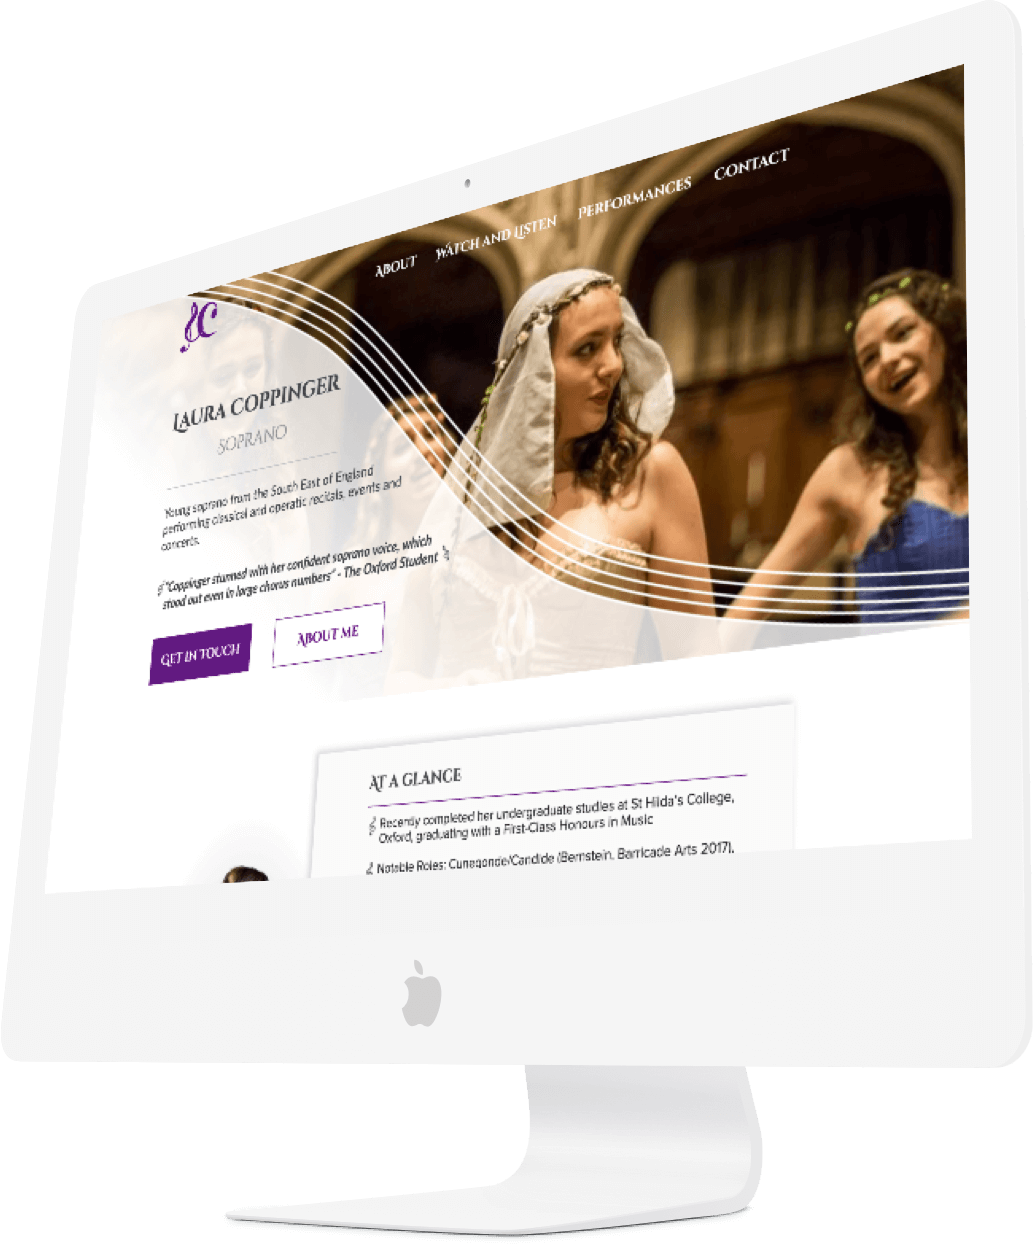 ABOUT
WATCH AND LISTEN
PERFORMANCES
CONTACT
LAURA COPPINGER
SOPRANO
Young soprano from the South East of England
performing classical and operatic recitals, events and
concerts.
"Coppinger stunned with her confident soprano voice, which
stood out even in large chorus numbers" - The Oxford Student
GET IN TOUCH
ABOUT ME
AT A GLANCE
Recently completed her undergraduate studies at St Hilda's College,
Oxford, graduating with a First-Class Honours in Music
Notable Roles: Cunegonde/Candide (Bernstein, Barricade Arts 2017),